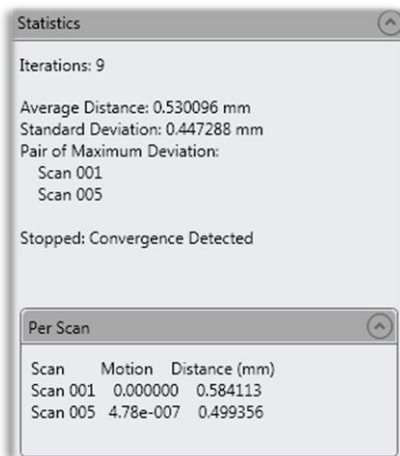 Statistics
Iterations: 9
Average Distance: 0.530096 mm
Standard Deviation: 0.447288 mm
Pair of Maximum Deviation:
Scan 001
Scan 005
Stopped: Convergence Detected
Per Scan
Scan Motion Distance (mm)
Scan 001 0.000000 0.584113
Scan 005 4.78e-007 0.499356